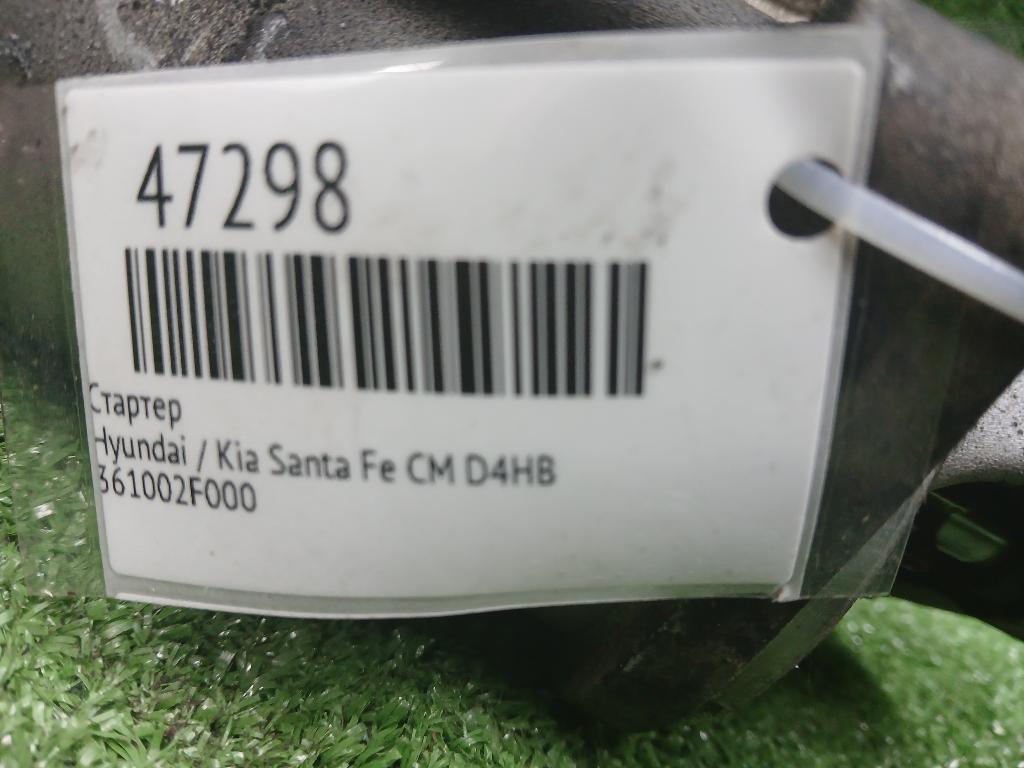 47298
Стартер
Hyundai / Kia Santa Fe CM D4HB
361002F000